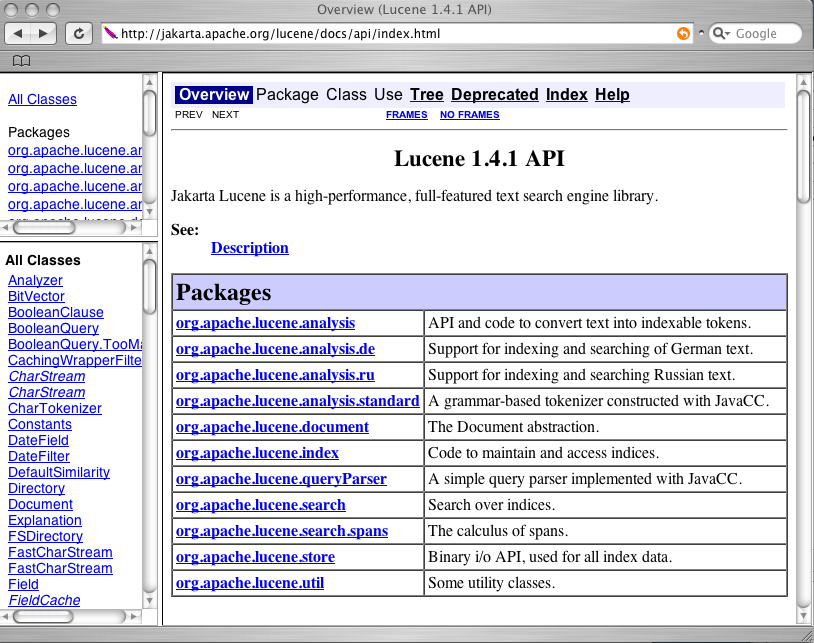 Overview (Lucene 1.4.1 API)
http://jakarta.apache.org/lucene/docs/api/index.html
Google
All Classes
Packages
org.apache.lucene.ar
org.apache.lucene.ar
org.apache.lucene.ar
org.apache.lucene.ar
All Classes
Analyzer
BitVector
BooleanClause
BooleanQuery
BooleanQuery.TooMa
CachingWrapperFilte
CharStream
CharStream
CharTokenizer
Constants
DateField
DateFilter
DefaultSimilarity
Directory
Document
Explanation
FSDirectory
FastCharStream
FastCharStream
Field
FieldCache
Overview Package Class Use Tree Deprecated Index Help
PREV NEXT FRAMES NO FRAMES
Lucene 1.4.1 API
Jakarta Lucene is a high-performance, full-featured text search engine library.
See:
Description
Packages
org.apache.lucene.analysis API and code to convert text into indexable tokens.
org.apache.lucene.analysis.de Support for indexing and searching of German text.
org.apache.lucene.analysis.ru Support for indexing and searching Russian text.
org.apache.lucene.analysis.standard A grammar-based tokenizer constructed with JavaCC.
org.apache.lucene.document The Document abstraction.
org.apache.lucene.index Code to maintain and access indices.
org.apache.lucene.queryParser A simple query parser implemented with JavaCC.
org.apache.lucene.search Search over indices.
org.apache.lucene.search.spans The calculus of spans.
org.apache.lucene.store Binary i/o API, used for all index data.
org.apache.lucene.util Some utility classes.